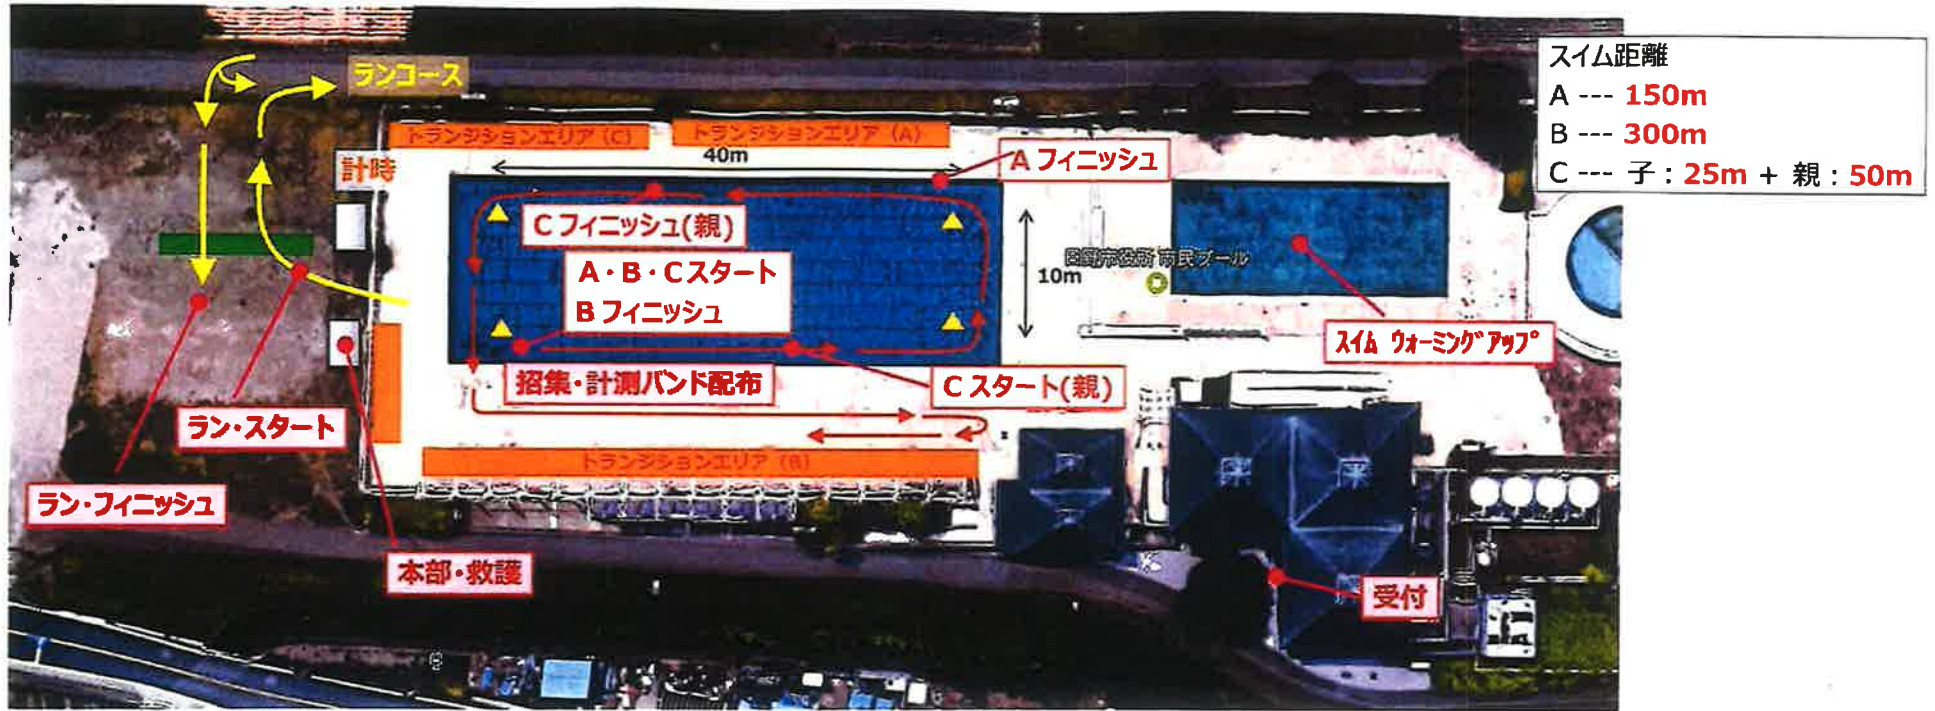 スイム距離
A --- 150m
B --- 300m
C --- 子：25m + 親：50m
ランコース
トランジションエリア（C）
トランジションエリア（A）
40m
A フィニッシュ
計時
C フィニッシュ(親)
A・B・Cスタート
B フィニッシュ
10m
日野市役所 市民プール
スイム ウォーミングアップ
招集・計測バンド配布
C スタート(親)
ラン・スタート
トランジションエリア（B）
ラン・フィニッシュ
本部・救護
受付